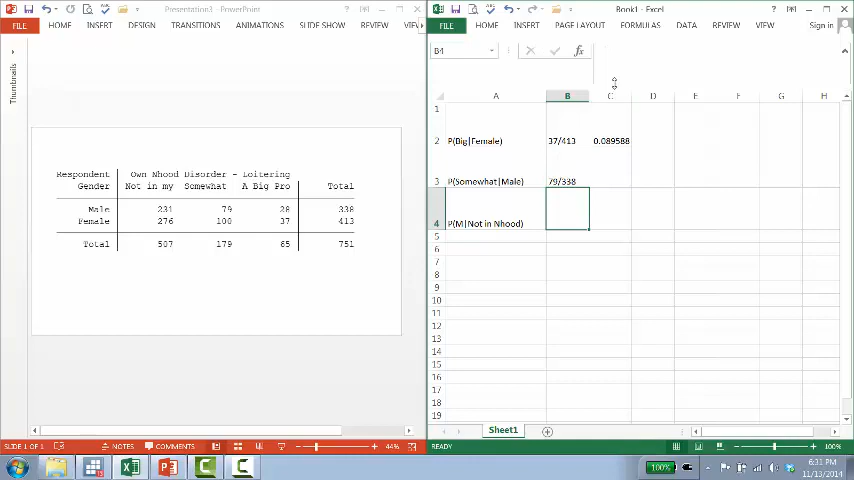 Presentation3 - PowerPoint
FILE HOME INSERT DESIGN TRANSITIONS ANIMATIONS SLIDE SHOW REVIEW
Thumbnails
Respondent Own Nhood Disorder - Loitering
Gender Not in my Somewhat A Big Pro Total
Male 231 79 28 338
Female 276 100 37 413
Total 507 179 65 751
SLIDE 1 OF 1 NOTES COMMENTS 44%
Book1 - Excel
FILE HOME INSERT PAGE LAYOUT FORMULAS DATA REVIEW VIEW Sign in
B4 fx
A B C D E F G H
1
2 P(Big|Female) 37/413 0.089588
3 P(Somewhat|Male) 79/338
4 P(M|Not in Nhood)
5
6
7
8
9
10
11
12
13
14
15
16
17
18
19
Sheet1
READY 100%
100% 6:31 PM
11/13/2014